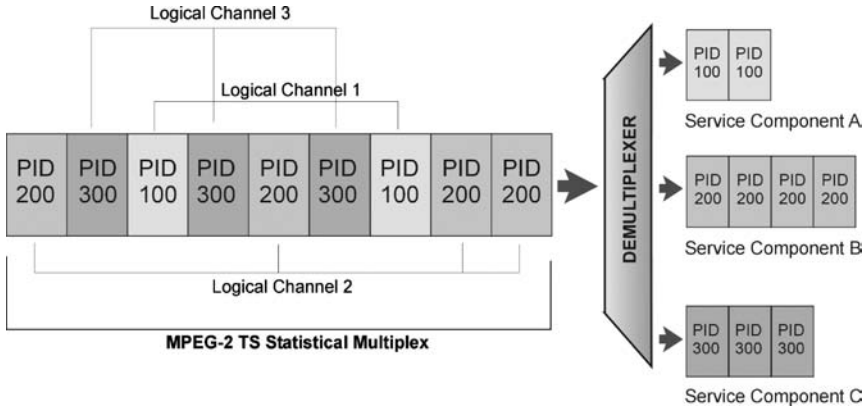 Logical Channel 3
Logical Channel 1
PID 200
PID 300
PID 100
PID 300
PID 200
PID 300
PID 100
PID 200
PID 200
Logical Channel 2
MPEG-2 TS Statistical Multiplex
DEMULTIPLEXER
PID 100
PID 100
Service Component A
PID 200
PID 200
PID 200
PID 200
Service Component B
PID 300
PID 300
PID 300
Service Component C